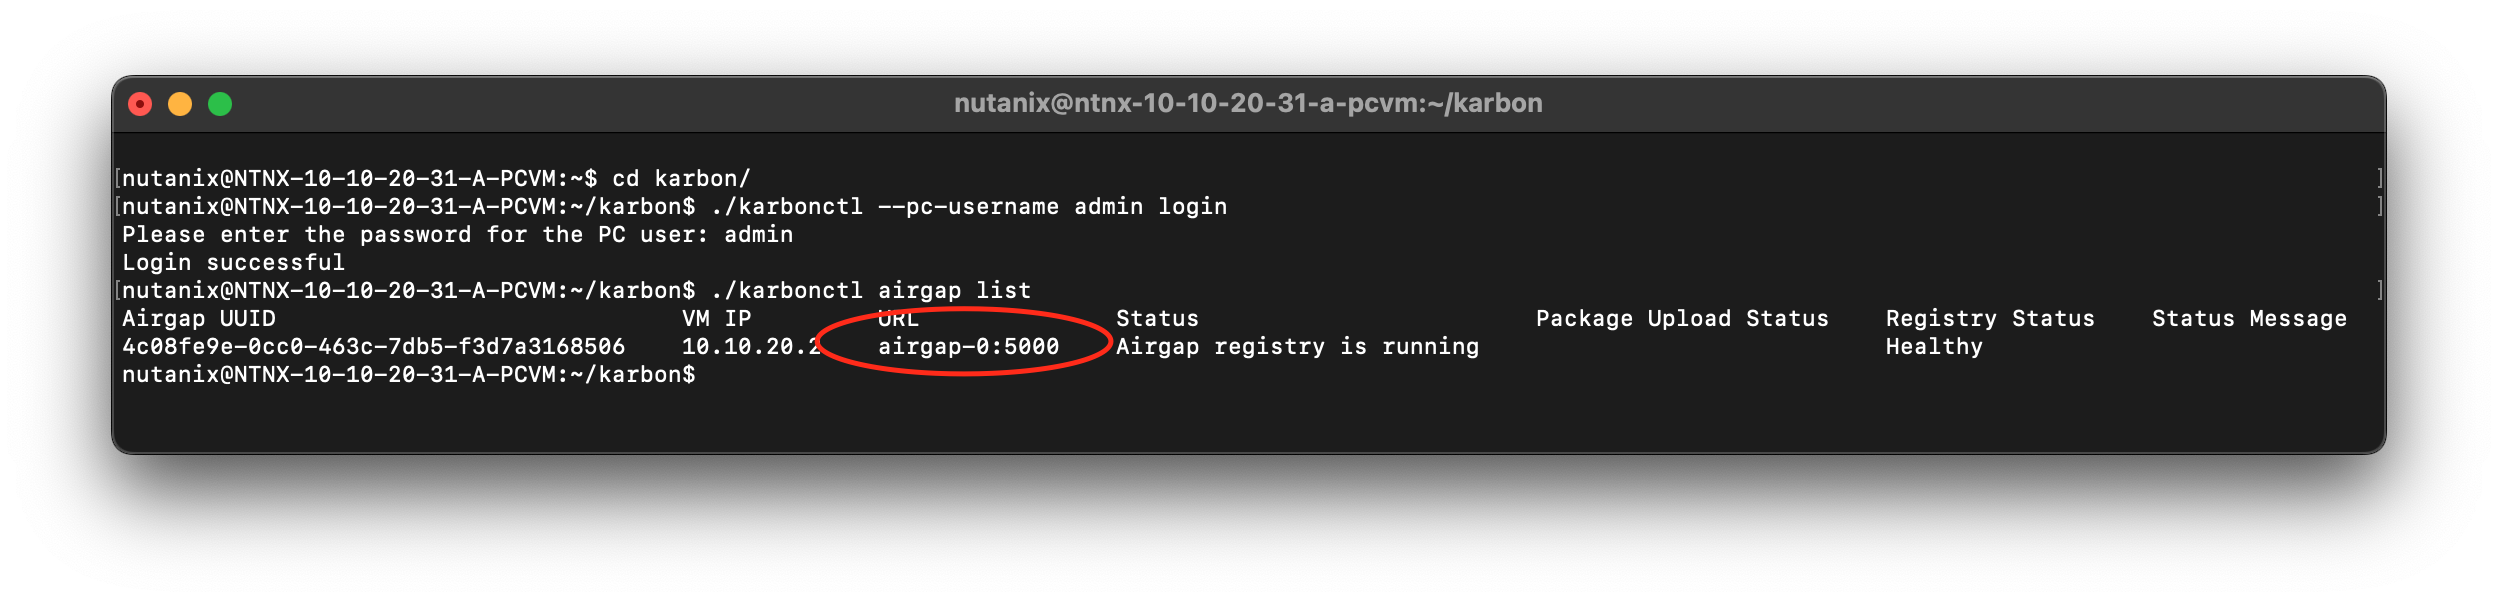 nutanix@ntnx-10-10-20-31-a-pcvm:~/karbon
[nutanix@NTNX-10-10-20-31-A-PCVM:~$ cd karbon/ ]
[nutanix@NTNX-10-10-20-31-A-PCVM:~/karbon$ ./karbonctl --pc-username admin login ]
Please enter the password for the PC user: admin
Login successful
[nutanix@NTNX-10-10-20-31-A-PCVM:~/karbon$ ./karbonctl airgap list ]
Airgap UUID VM IP URL Status Package Upload Status Registry Status Status Message
4c08fe9e-0cc0-463c-7db5-f3d7a3168506 10.10.20.2 airgap-0:5000 Airgap registry is running Healthy
nutanix@NTNX-10-10-20-31-A-PCVM:~/karbon$